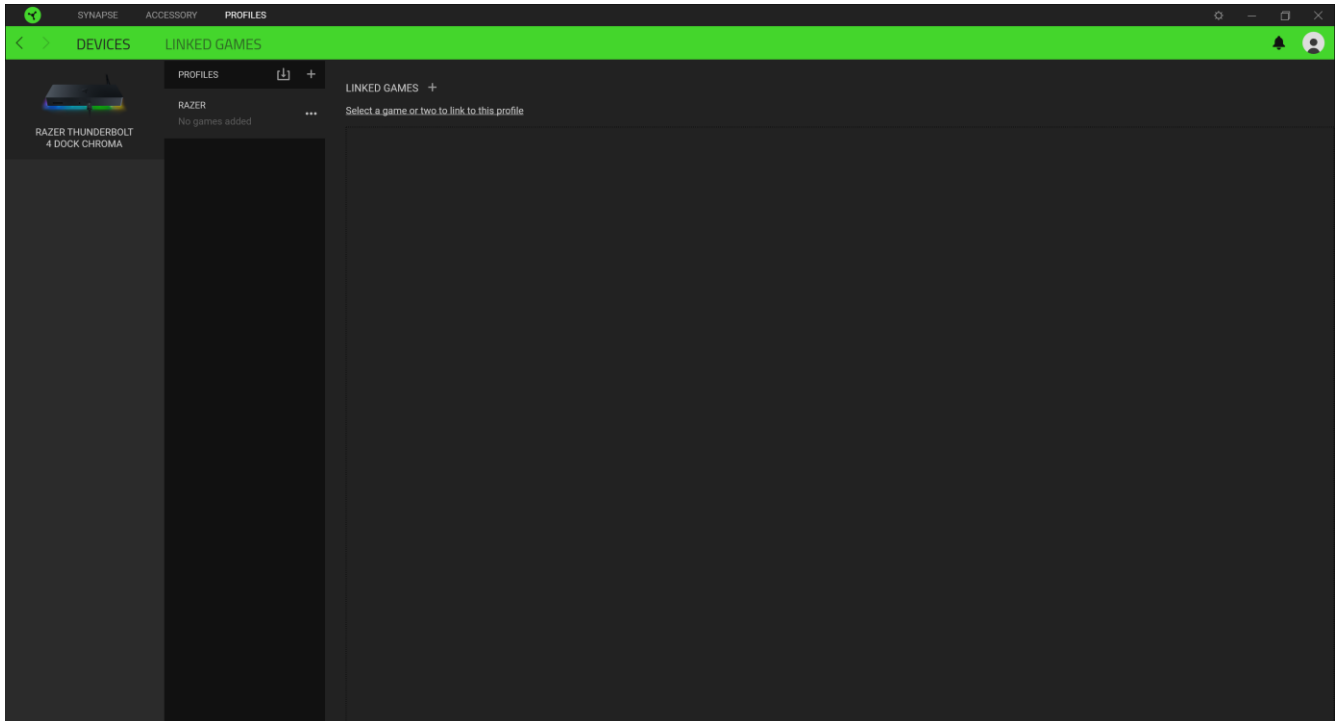 SYNAPSE ACCESSORY PROFILES
DEVICES LINKED GAMES
RAZER THUNDERBOLT
4 DOCK CHROMA
PROFILES
RAZER
No games added
LINKED GAMES
Select a game or two to link to this profile